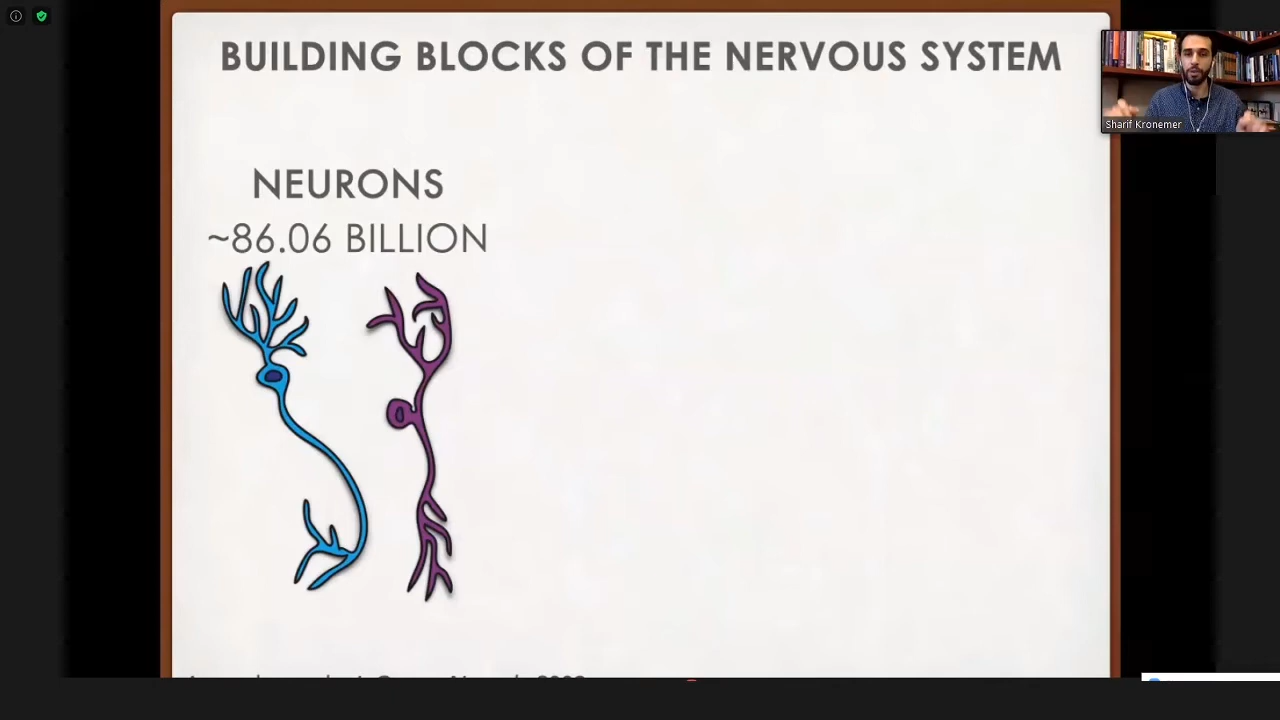 BUILDING BLOCKS OF THE NERVOUS SYSTEM
Sharif Kronemer
NEURONS
~86.06 BILLION